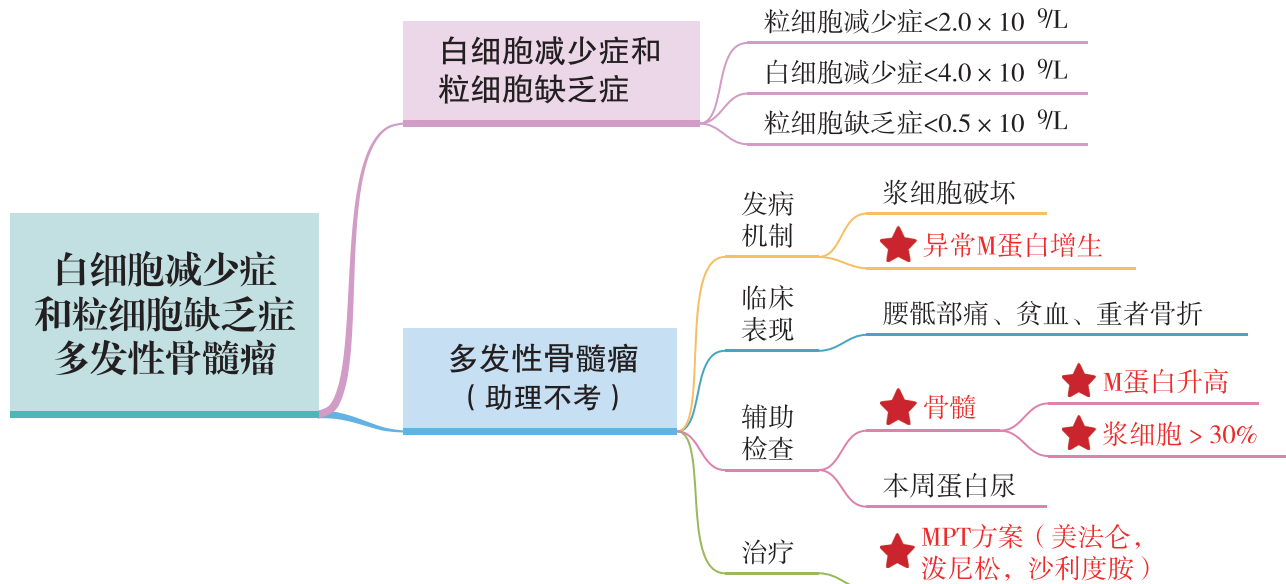 白细胞减少症
和粒细胞缺乏症
多发性骨髓瘤
白细胞减少症和
粒细胞缺乏症
粒细胞减少症<2.0×10 9/L
白细胞减少症<4.0×10 9/L
粒细胞缺乏症<0.5×10 9/L
多发性骨髓瘤
（助理不考）
发病
机制
浆细胞破坏
异常M蛋白增生
临床
表现
腰骶部痛、贫血、重者骨折
辅助
检查
骨髓
M蛋白升高
浆细胞＞30%
本周蛋白尿
治疗
MPT方案（美法仑，
泼尼松，沙利度胺）